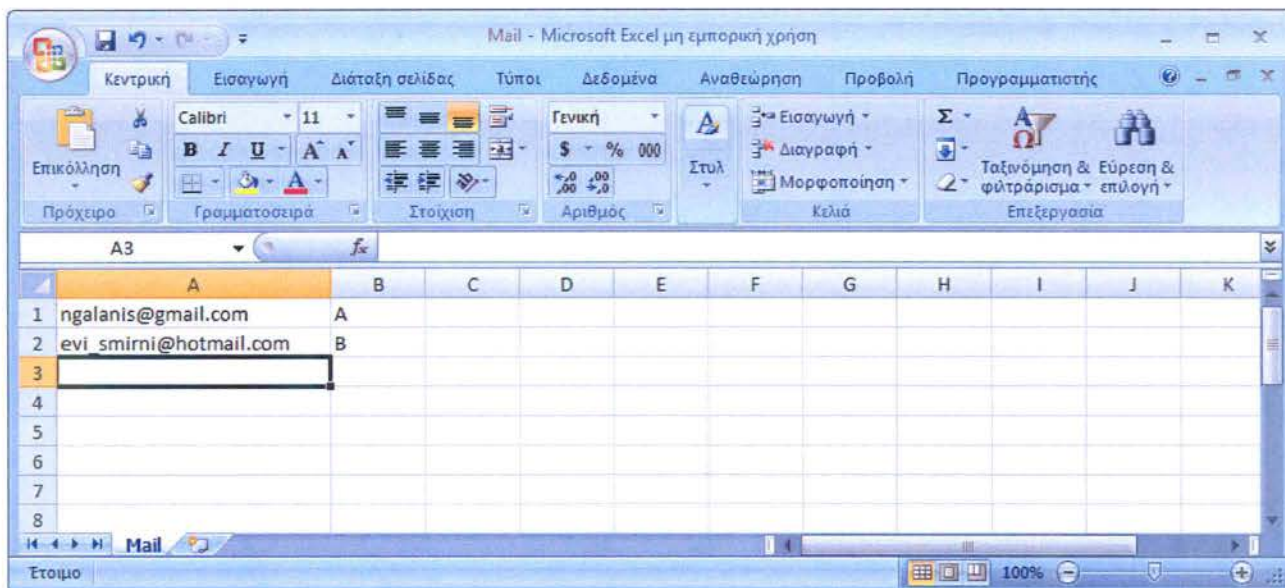 Mail - Microsoft Excel μη εμπορική χρήση
Κεντρική Εισαγωγή Διάταξη σελίδας Τύποι Δεδομένα Αναθεώρηση Προβολή Προγραμματιστής
Calibri 11 Γενική Εισαγωγή Σ
B I U A A $ % 000 Διαγραφή
Επικόλληση Στυλ Μορφοποίηση Ταξινόμηση & φιλτράρισμα Εύρεση & επιλογή
Πρόχειρο Γραμματοσειρά Στοίχιση Αριθμός Κελιά Επεξεργασία
A3 fx
A B C D E F G H I J K
1 ngalanis@gmail.com A
2 evi_smirni@hotmail.com B
3
4
5
6
7
8
Mail
Έτοιμο 100%